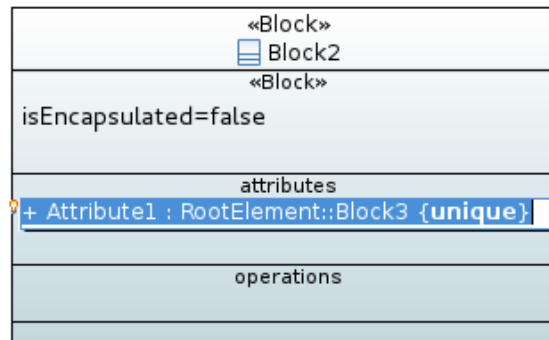 «Block»
Block2
«Block»
isEncapsulated=false
attributes
+ Attribute1 : RootElement::Block3 {unique}
operations